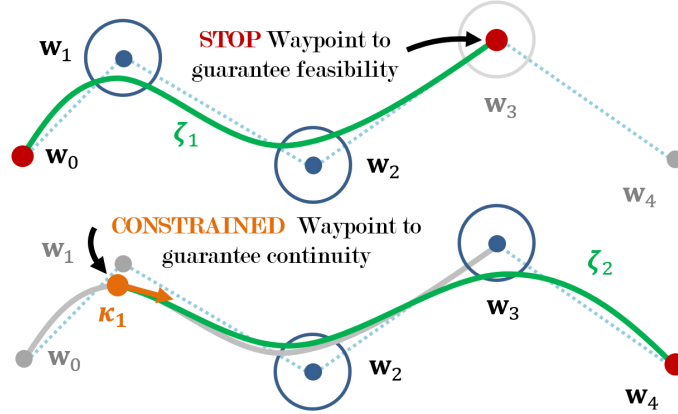 w1
STOP Waypoint to
guarantee feasibility
w3
ζ1
w0
w2
w4
CONSTRAINED Waypoint to
guarantee continuity
w1
ζ2
κ1
w3
w0
w2
w4